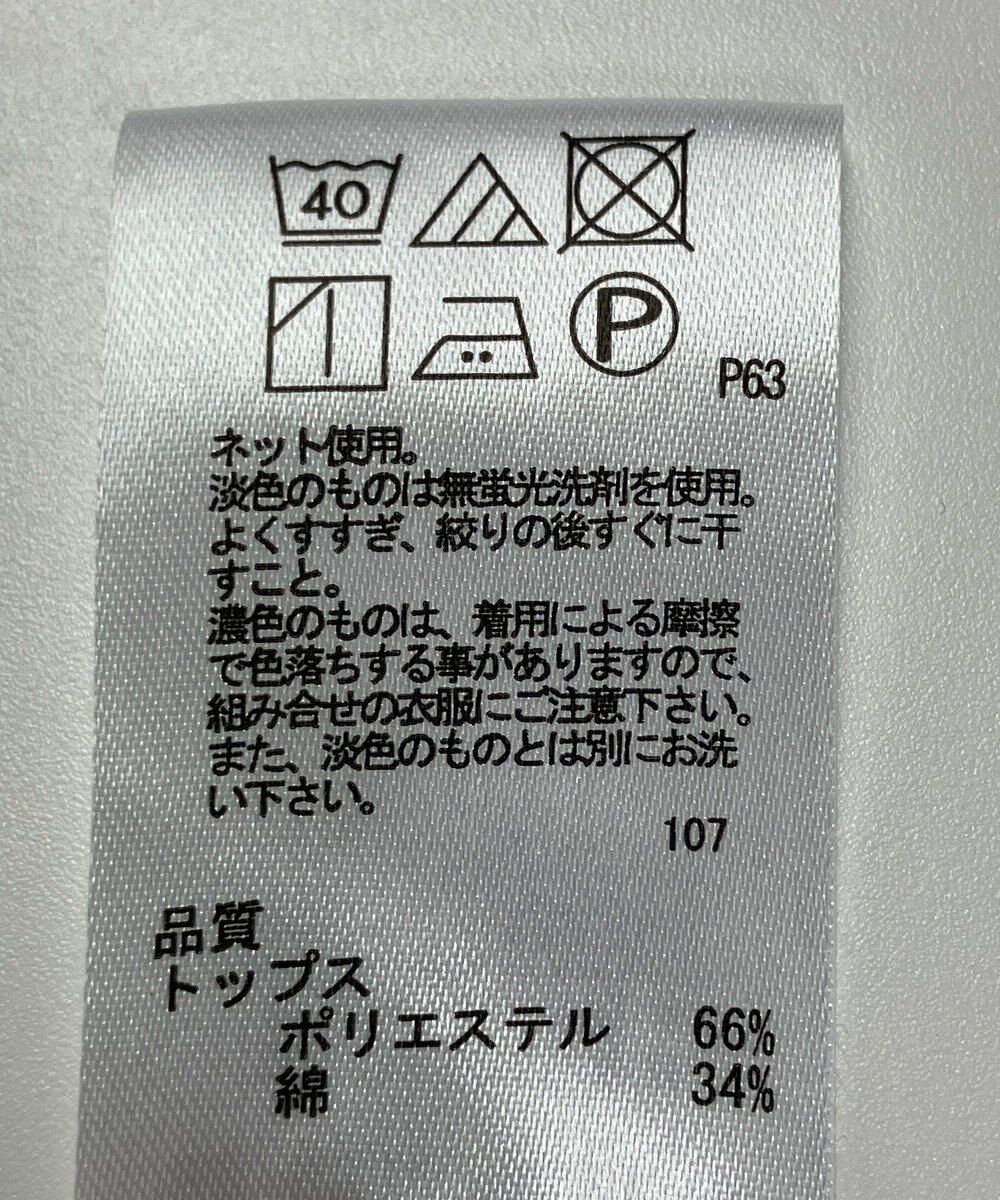 40
P
P63
ネット使用。
淡色のものは無蛍光洗剤を使用。
よくすすぎ、絞りの後すぐに干
すこと。
濃色のものは、着用による摩擦
で色落ちする事がありますので、
組み合せの衣服にご注意下さい。
また、淡色のものとは別にお洗
い下さい。
107
品質
トップス
ポリエステル 66%
綿 34%